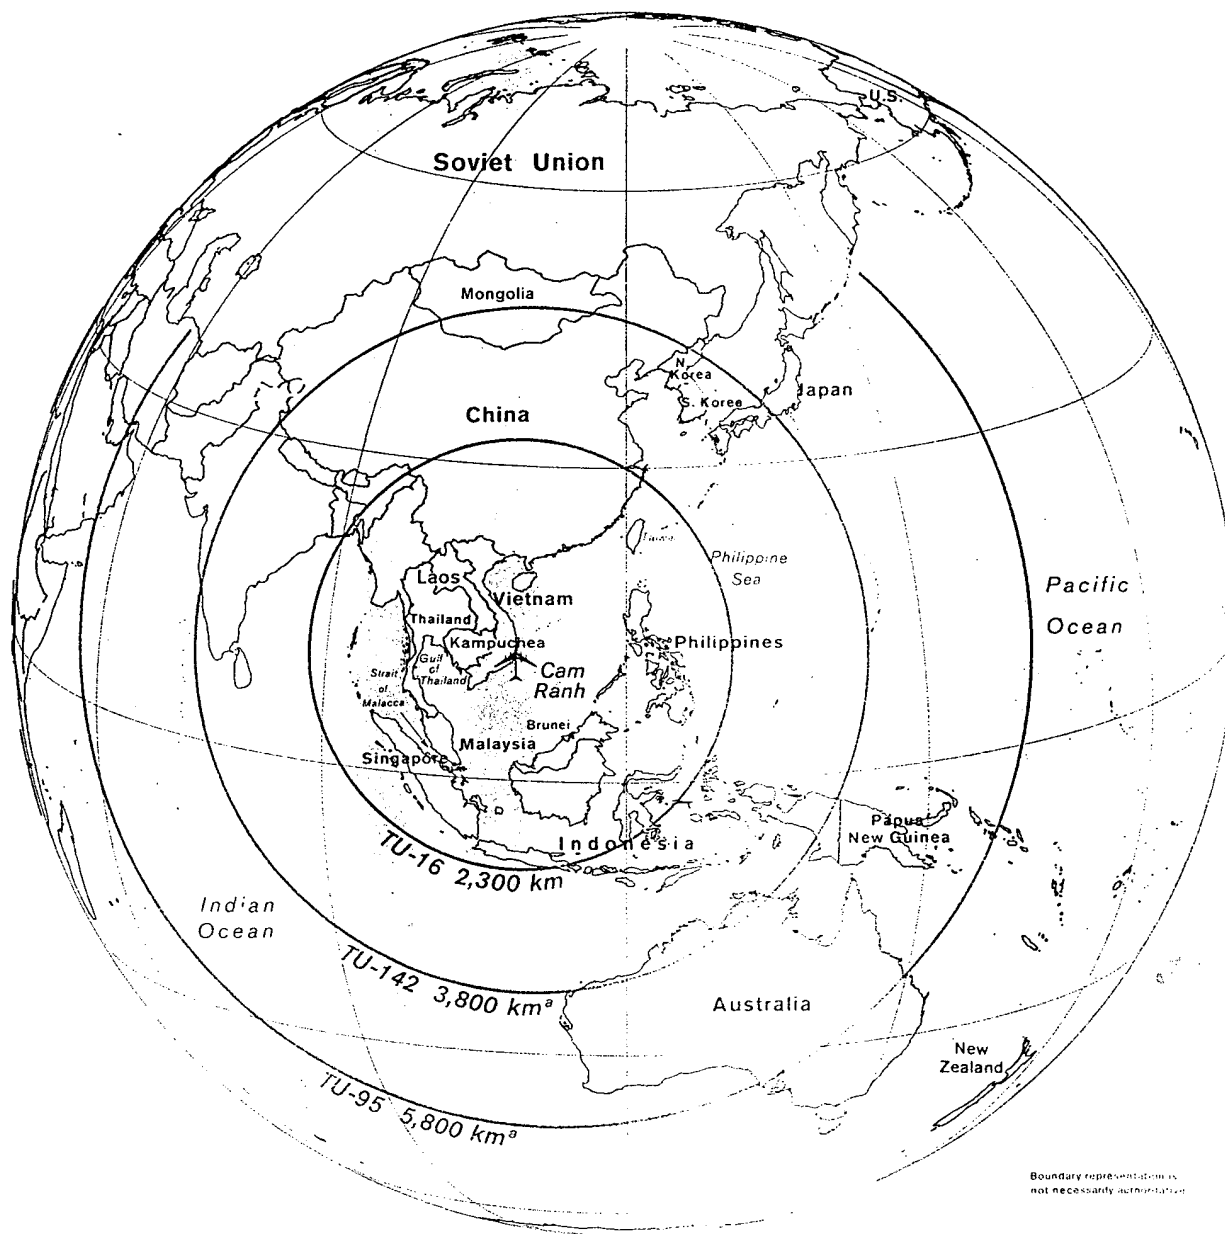 U.S.
Soviet Union
Mongolia
N.
Korea
S. Korea
Japan
China
Taiwan
Philippine
Sea
Pacific
Ocean
Laos
Vietnam
Thailand
Kampuchea
Philippines
Gulf
of
Thailand
Cam
Ranh
Strait
of
Malacca
Brunei
Malaysia
Singapore
Papua
New Guinea
Indonesia
TU-16 2,300 km
Indian
Ocean
TU-142 3,800 kmª
Australia
New
Zealand
TU-95 5,800 kmª
Boundary representation is
not necessarily authoritative